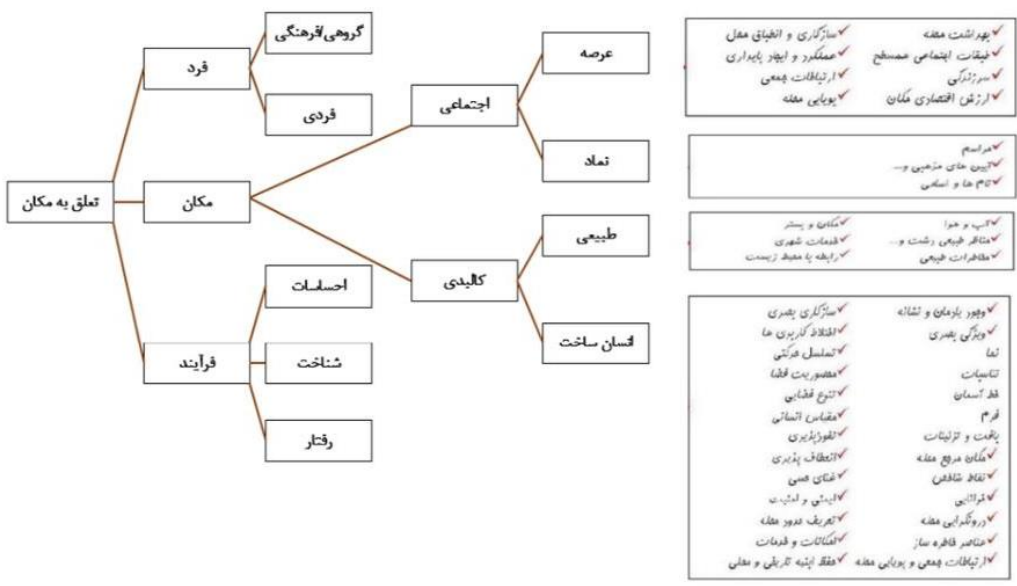 تعلق به مکان
فرد
مکان
فرآیند
گروهی/فرهنگی
فردی
اجتماعی
کالبدی
احساسات
شناخت
رفتار
عرصه
نماد
طبیعی
انسان ساخت
بهداشت محله
طبقات اجتماعی همسطح
سرزندگی
ارزش اقتصادی مکان
سازگاری و انطباق محل
عملکرد و ایجاد پایداری
ارتباطات جمعی
پویایی محله
مراسم
آیین های مذهبی و...
نام ها و اسامی
آب و هوا
مناظر طبیعی رشت و...
مخاطرات طبیعی
مکان و بستر
خدمات شهری
رابطه با محیط زیست
وجود یادمان و نشانه
ویژگی بصری
نما
تناسبات
خط آسمان
فرم
بافت و تزئینات
مکان مرجع محله
نقاط شاخص
خوانایی
درونگرایی محله
عناصر خاطره ساز
ارتباطات جمعی و پویایی محله
سازگاری بصری
اختلاط کاربری ها
تسلسل حرکتی
محصوریت فضا
تنوع فضایی
مقیاس انسانی
نفوذپذیری
انعطاف پذیری
غنای حسی
ایمنی و امنیت
تعریف حدود محله
امکانات و خدمات
حفظ ابنیه تاریخی و محلی